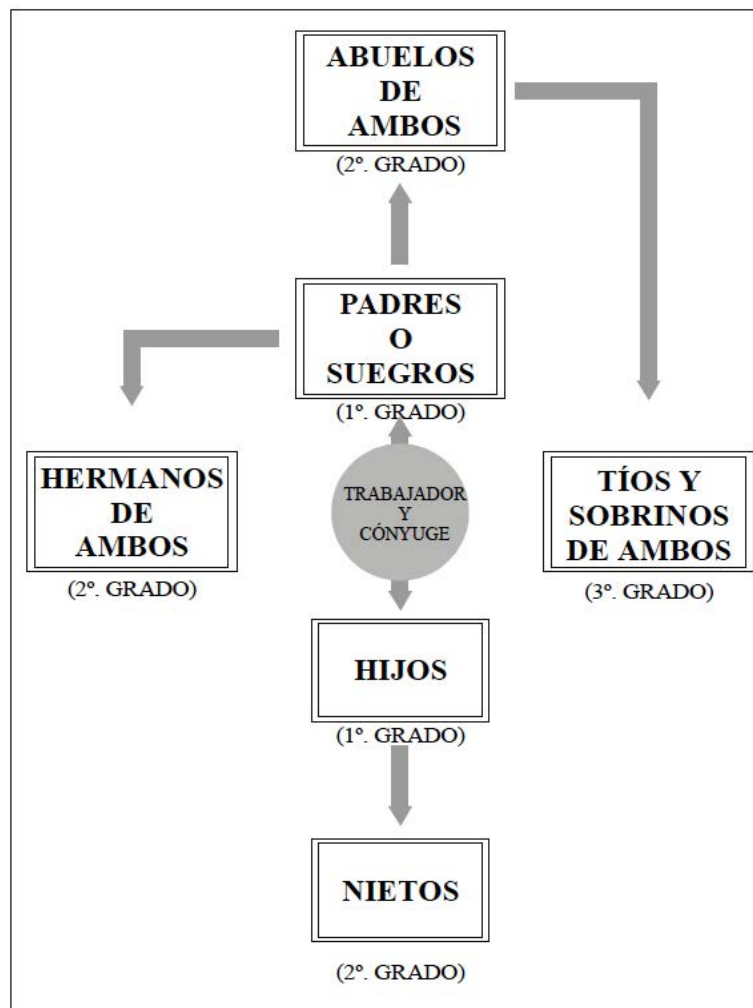 ABUELOS
DE
AMBOS
(2º. GRADO)
PADRES
O
SUEGROS
(1º. GRADO)
HERMANOS
DE
AMBOS
(2º. GRADO)
TRABAJADOR
Y
CÓNYUGE
TÍOS Y
SOBRINOS
DE AMBOS
(3º. GRADO)
HIJOS
(1º. GRADO)
NIETOS
(2º. GRADO)